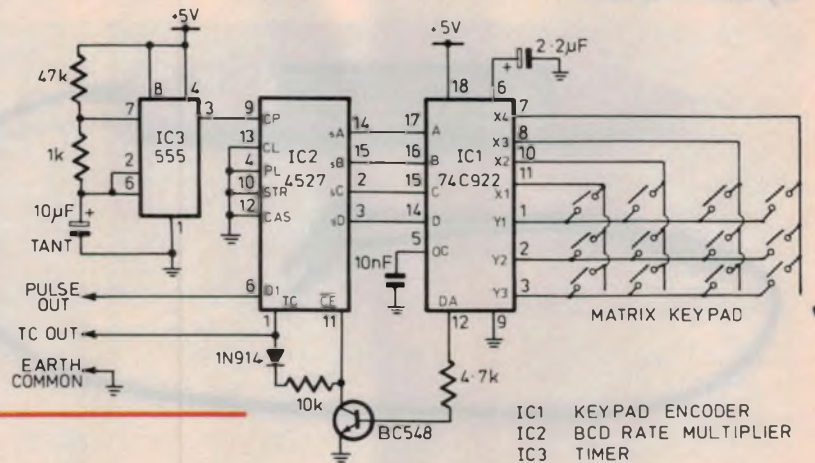 +5V
47k
8
4
7
3
IC3
555
1k
2
6
10µF
+
TANT
1
9
CP
13
CL
4
PL
10
STR
12
CAS
IC2
4527
14
sA
15
sB
2
sC
3
sD
6
D1
TC
CE
1
11
PULSE
OUT
TC OUT
EARTH
COMMON
1N914
10k
BC548
4·7k
+5V
2·2µF
+
18
6
17
A
16
B
15
C
14
D
5
OC
10nF
IC1
74C922
X4
7
X3
8
X2
10
X1
11
Y1
1
Y2
2
Y3
3
DA
12
9
MATRIX KEYPAD
IC1 KEYPAD ENCODER
IC2 BCD RATE MULTIPLIER
IC3 TIMER